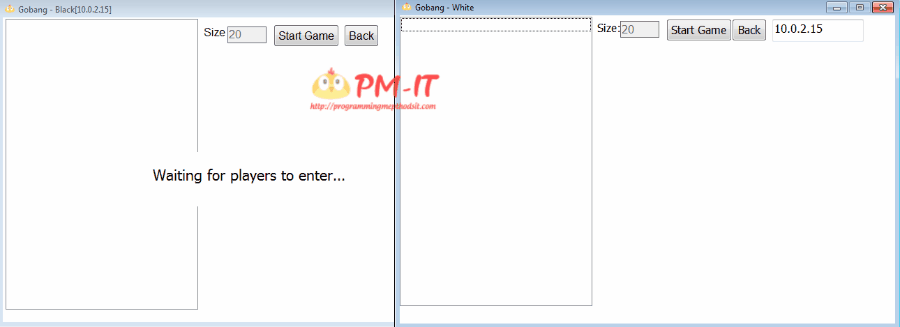 Gobang - Black[10.0.2.15]
Size 20 Start Game Back
Waiting for players to enter...
PM-IT
http://programmingmethodsit.com
Gobang - White
Size: 20 Start Game Back 10.0.2.15